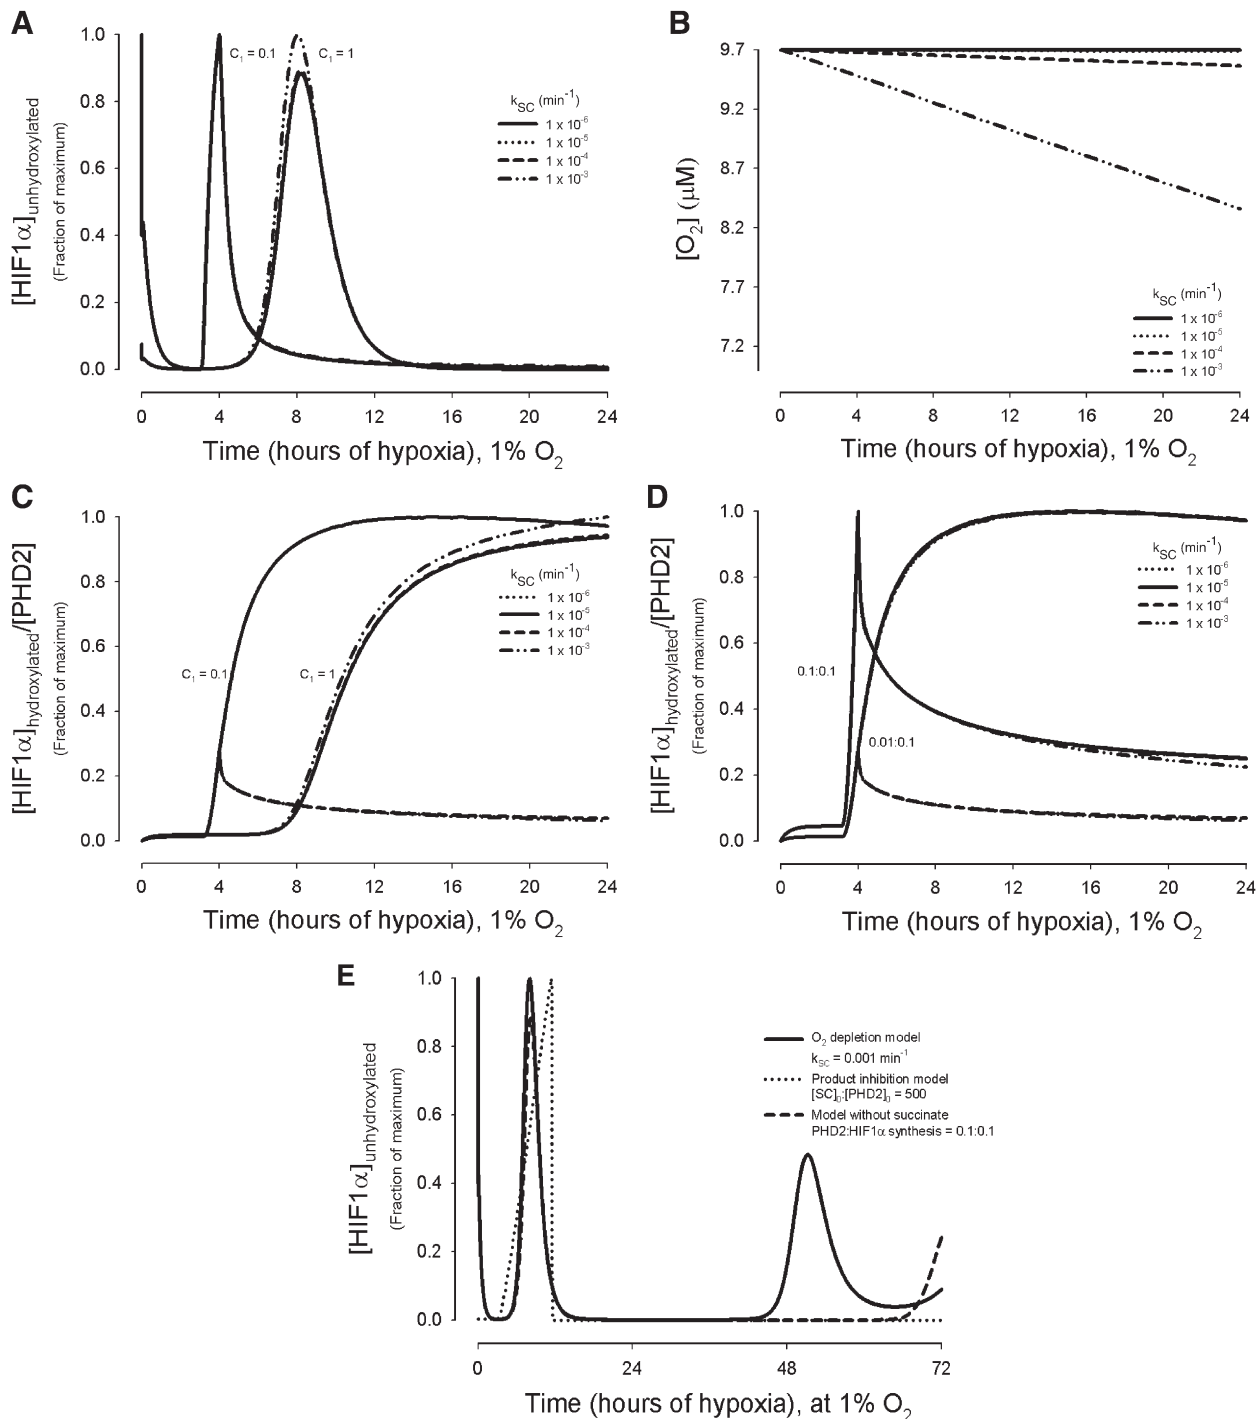 A
[HIF1α]unhydroxylated
(Fraction of maximum)
1.0
0.8
0.6
0.4
0.2
0.0
C1 = 0.1
C1 = 1
kSC (min-1)
1 x 10-6
1 x 10-5
1 x 10-4
1 x 10-3
0 4 8 12 16 20 24
Time (hours of hypoxia), 1% O2
B
[O2] (μM)
9.7
9.2
8.7
8.2
7.7
7.2
kSC (min-1)
1 x 10-6
1 x 10-5
1 x 10-4
1 x 10-3
0 4 8 12 16 20 24
Time (hours of hypoxia), 1% O2
C
[HIF1α]hydroxylated/[PHD2]
(Fraction of maximum)
1.0
0.8
0.6
0.4
0.2
0.0
kSC (min-1)
1 x 10-6
1 x 10-5
1 x 10-4
1 x 10-3
C1 = 0.1
C1 = 1
0 4 8 12 16 20 24
Time (hours of hypoxia), 1% O2
D
[HIF1α]hydroxylated/[PHD2]
(Fraction of maximum)
1.0
0.8
0.6
0.4
0.2
0.0
kSC (min-1)
1 x 10-6
1 x 10-5
1 x 10-4
1 x 10-3
0.1:0.1
0.01:0.1
0 4 8 12 16 20 24
Time (hours of hypoxia), 1% O2
E
[HIF1α]unhydroxylated
(Fraction of maximum)
1.0
0.8
0.6
0.4
0.2
0.0
O2 depletion model
kSC = 0.001 min-1
Product inhibition model
[SC]0:[PHD2]0 = 500
Model without succinate
PHD2:HIF1α synthesis = 0.1:0.1
0 24 48 72
Time (hours of hypoxia), at 1% O2